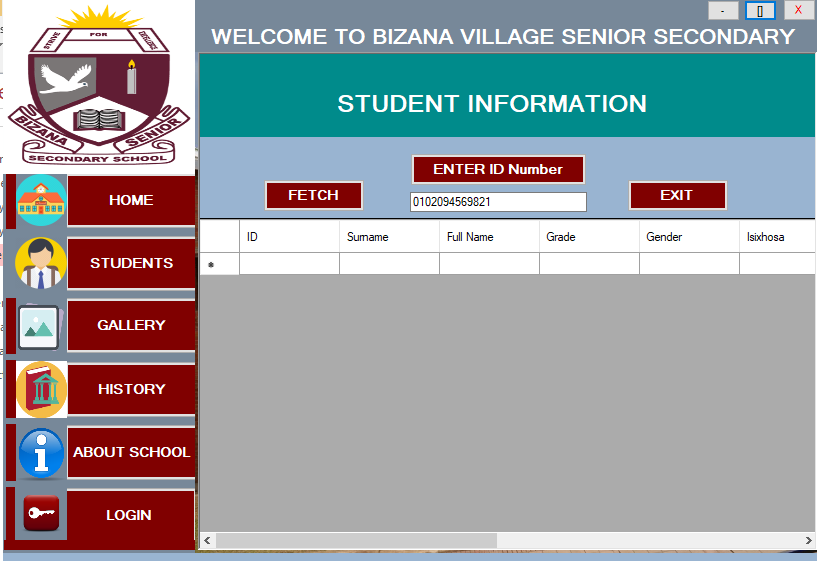 -
[]
X
WELCOME TO BIZANA VILLAGE SENIOR SECONDARY
STRIVE FOR
BIZANA SENIOR
SECONDARY SCHOOL
STUDENT INFORMATION
ENTER ID Number
FETCH
0102094569821
EXIT
ID Surname Full Name Grade Gender Isixhosa
*
HOME
STUDENTS
GALLERY
HISTORY
ABOUT SCHOOL
LOGIN